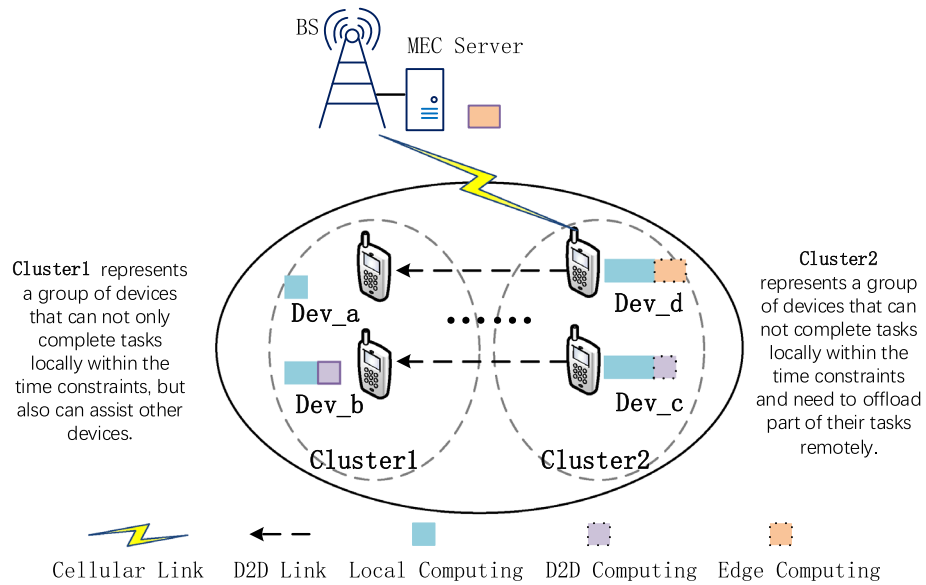 BS
MEC Server
Cluster1 represents
a group of devices
that can not only
complete tasks
locally within the
time constraints, but
also can assist other
devices.
Dev_a
Dev_b
Cluster1
Dev_d
Dev_c
Cluster2
Cluster2
represents a group
of devices that can
not complete tasks
locally within the
time constraints
and need to offload
part of their tasks
remotely.
Cellular Link
D2D Link
Local Computing
D2D Computing
Edge Computing